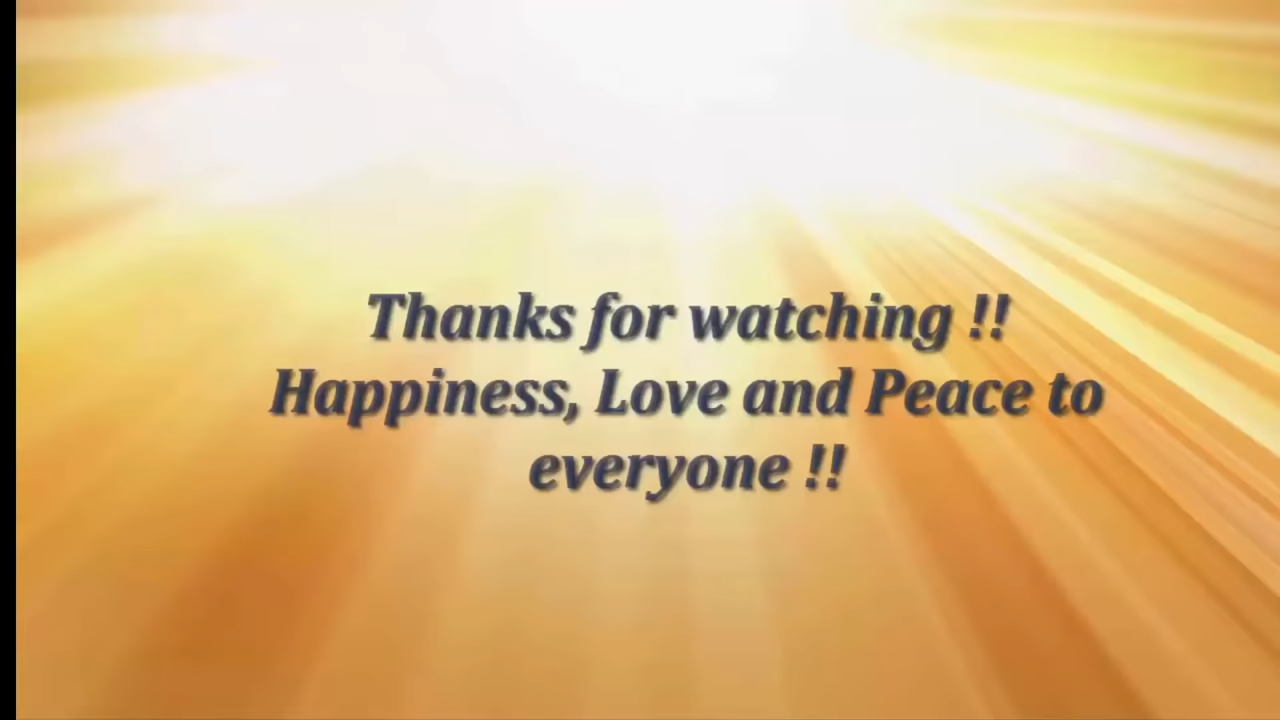 Thanks for watching !!
Happiness, Love and Peace to
everyone !!